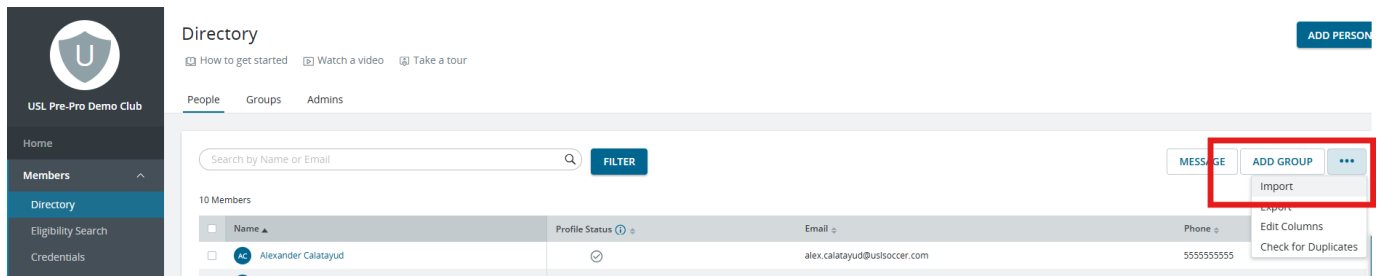 U
USL Pre-Pro Demo Club
Home
Members
Directory
Eligibility Search
Credentials
Directory
ADD PERSON
How to get started Watch a video Take a tour
People Groups Admins
Search by Name or Email FILTER MESSAGE ADD GROUP •••
Import
Export
Edit Columns
Check for Duplicates
10 Members
Name Profile Status Email Phone
AC Alexander Calatayud alex.calatayud@uslsoccer.com 5555555555